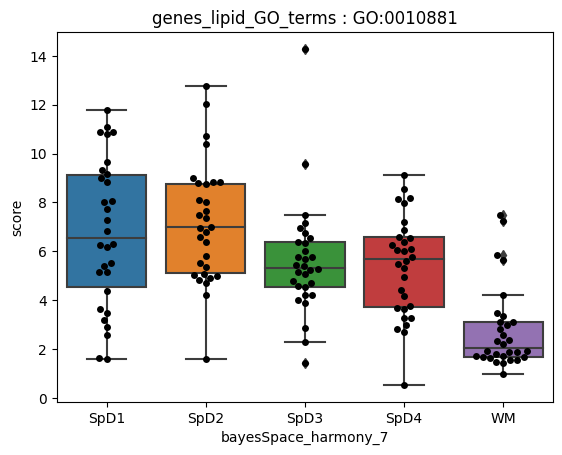 genes_lipid_GO_terms : GO:0010881
14
12
10
8
6
4
2
0
score
SpD1 SpD2 SpD3 SpD4 WM
bayesSpace_harmony_7